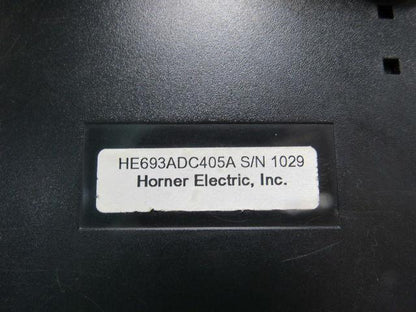 HE693ADC405A S/N 1029
Horner Electric, Inc.